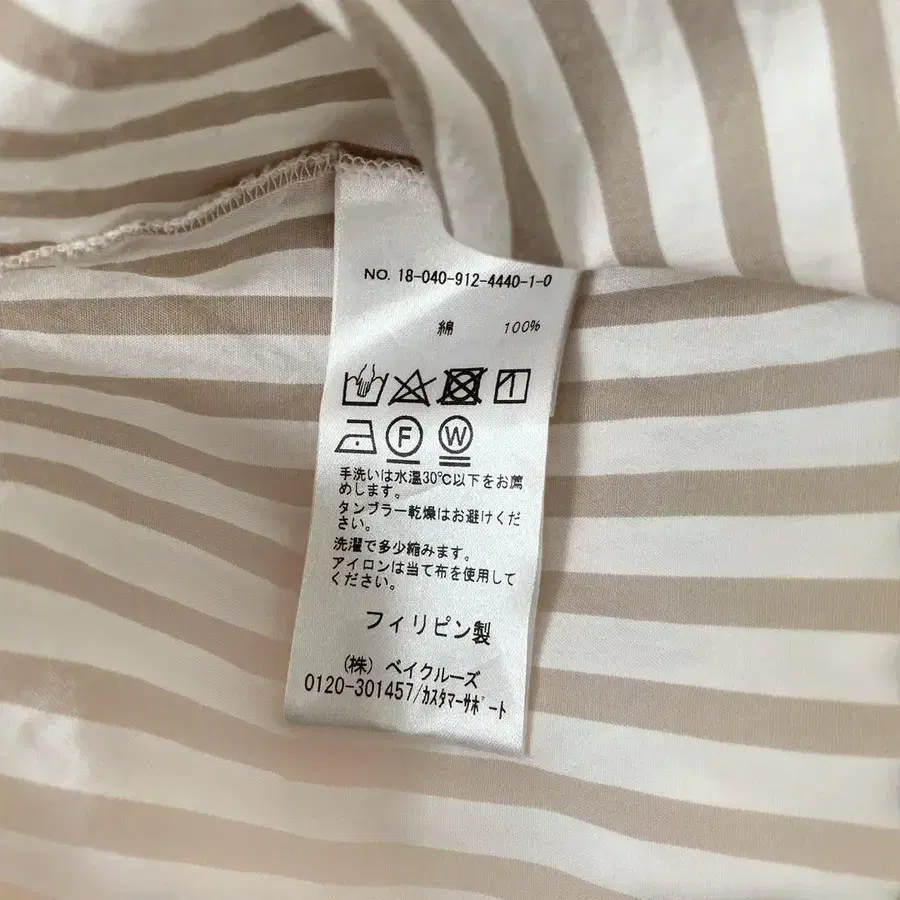 NO. 18-040-912-4440-1-0
綿 100%
F W
手洗いは水温30℃以下をお薦
めします。
タンブラー乾燥はお避けくだ
さい。
洗濯で多少縮みます。
アイロンは当て布を使用して
ください。
フィリピン製
(株) ベイクルーズ
0120-301457/カスタマーサポート